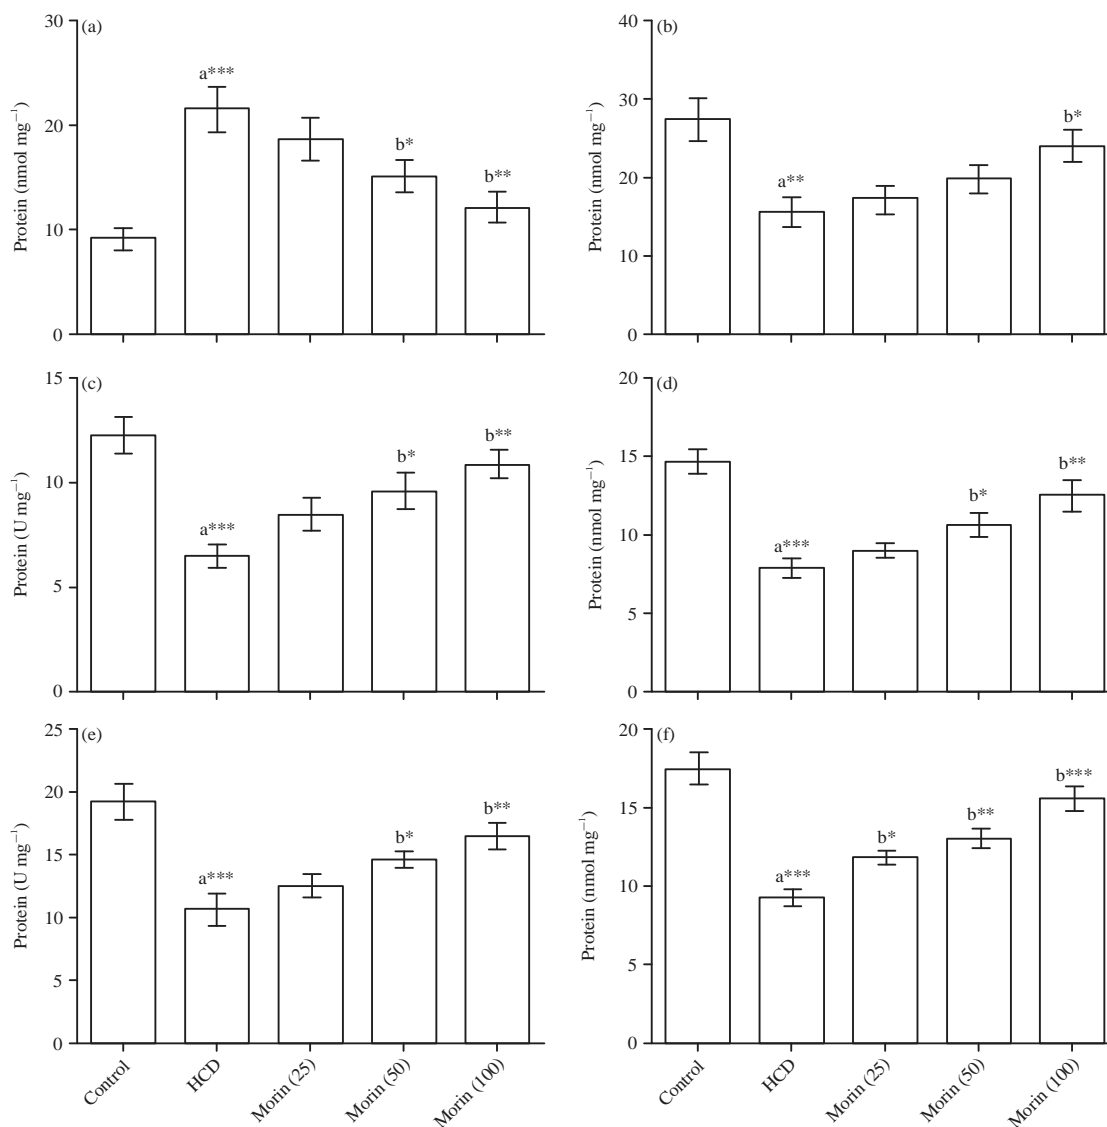 (a)
Protein (nmol mg⁻¹)
30
20
10
0
a***
b*
b**
(b)
Protein (nmol mg⁻¹)
40
30
20
10
0
a**
b*
(c)
Protein (U mg⁻¹)
15
10
5
0
a***
b*
b**
(d)
Protein (nmol mg⁻¹)
20
15
10
5
0
a***
b*
b**
(e)
Protein (U mg⁻¹)
25
20
15
10
5
0
a***
b*
b**
Control
HCD
Morin (25)
Morin (50)
Morin (100)
(f)
Protein (nmol mg⁻¹)
20
15
10
5
0
a***
b*
b**
b***
Control
HCD
Morin (25)
Morin (50)
Morin (100)